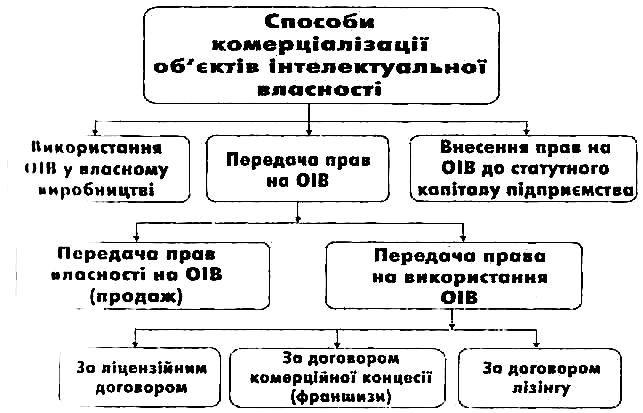 Способи
комерціалізації
об'єктів інтелектуальної
власності
Використання
ОІВ у власному
виробництві
Передача прав
на ОІВ
Внесення прав на
ОІВ до статутного
капіталу підприємства
Передача прав
власності на ОІВ
(продаж)
Передача права
на використання
ОІВ
За ліцензійним
договором
За договором
комерційної концесії
(франшизи)
За договором
лізингу